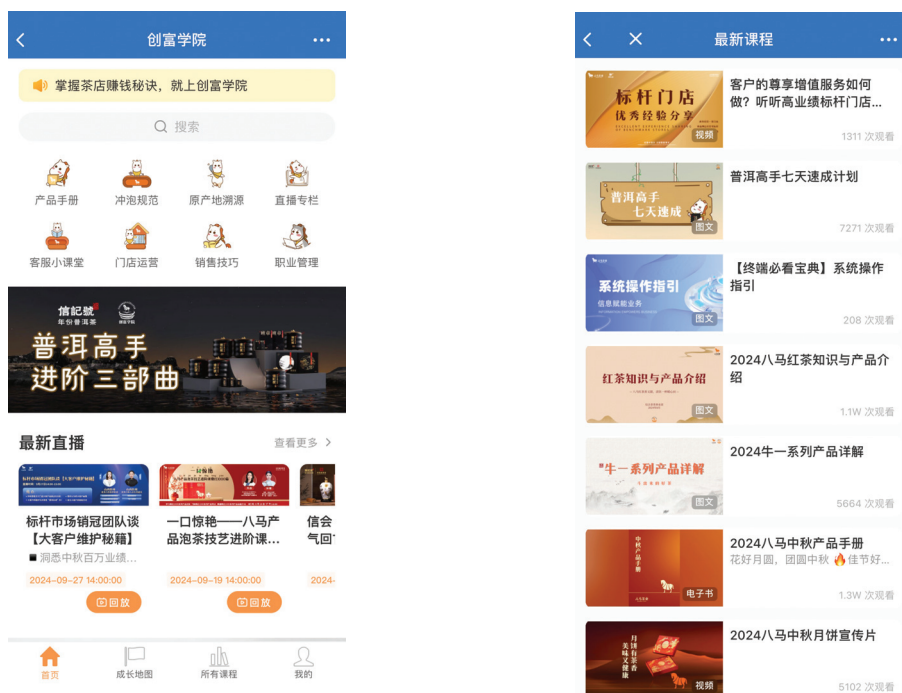 创富学院
掌握茶店赚钱秘诀，就上创富学院
搜索
产品手册
冲泡规范
原产地溯源
直播专栏
客服小课堂
门店运营
销售技巧
职业管理
信記號
年份普洱茶
创富学院
普洱高手
进阶三部曲
最新直播
查看更多 >
标杆市场销冠团队谈
【大客户维护秘籍】
■ 洞悉中秋百万业绩...
2024-09-27 14:00:00
回放
一口惊艳
一口惊艳——八马产
品泡茶技艺进阶课...
2024-09-19 14:00:00
回放
信会
2024-
首页
成长地图
所有课程
我的
最新课程
标杆门店
优秀经验分享
视频
客户的尊享增值服务如何
做？听听高业绩标杆门店...
1311 次观看
普洱高手
七天速成
图文
普洱高手七天速成计划
7271 次观看
系统操作指引
信息赋能业务
图文
【终端必看宝典】系统操作
指引
208 次观看
红茶知识与产品介绍
图文
2024八马红茶知识与产品介
绍
1.1W 次观看
牛一系列产品详解
图文
2024牛一系列产品详解
5664 次观看
中秋产品手册
电子书
2024八马中秋产品手册
花好月圆，团圆中秋 🔥佳节好...
1.3W 次观看
月饼有茶香
美味又健康
视频
2024八马中秋月饼宣传片
5102 次观看